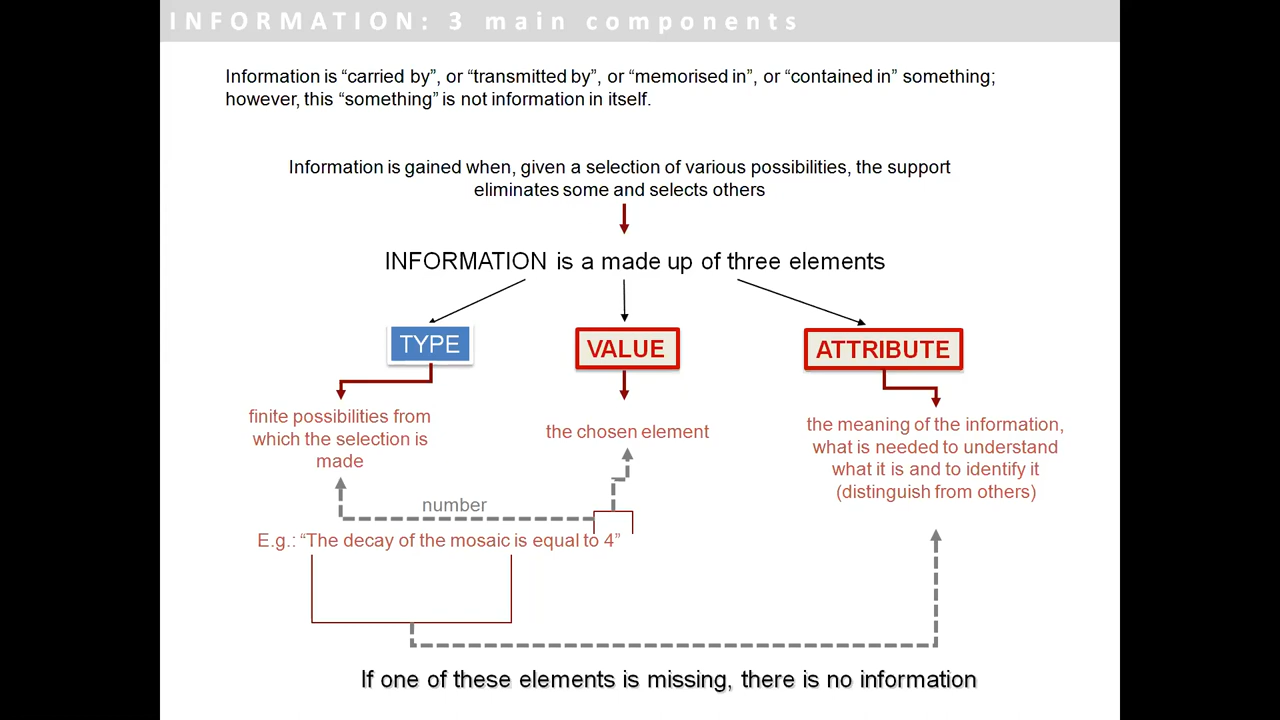 INFORMATION: 3 main components
Information is “carried by”, or “transmitted by”, or “memorised in”, or “contained in” something;
however, this “something” is not information in itself.
Information is gained when, given a selection of various possibilities, the support
eliminates some and selects others
INFORMATION is a made up of three elements
TYPE
VALUE
ATTRIBUTE
finite possibilities from
which the selection is
made
the chosen element
the meaning of the information,
what is needed to understand
what it is and to identify it
(distinguish from others)
number
E.g.: “The decay of the mosaic is equal to 4”
If one of these elements is missing, there is no information